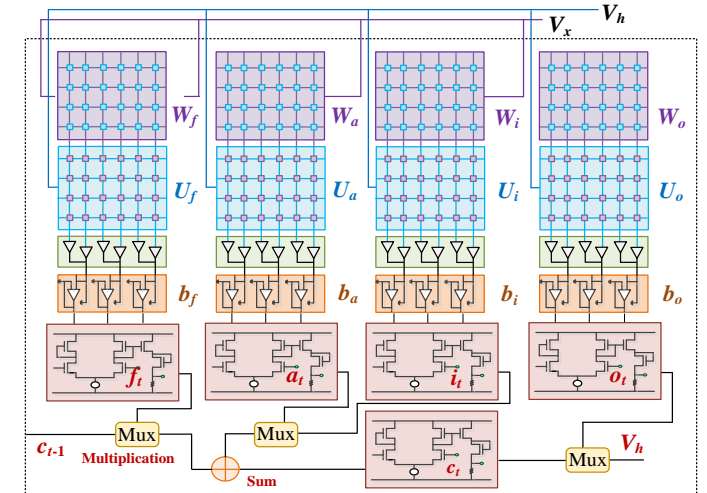 V_h
V_x
W_f
W_a
W_i
W_o
U_f
U_a
U_i
U_o
b_f
b_a
b_i
b_o
f_t
a_t
i_t
o_t
Mux
Mux
c_{t-1}
Multiplication
Sum
c_t
Mux
V_h